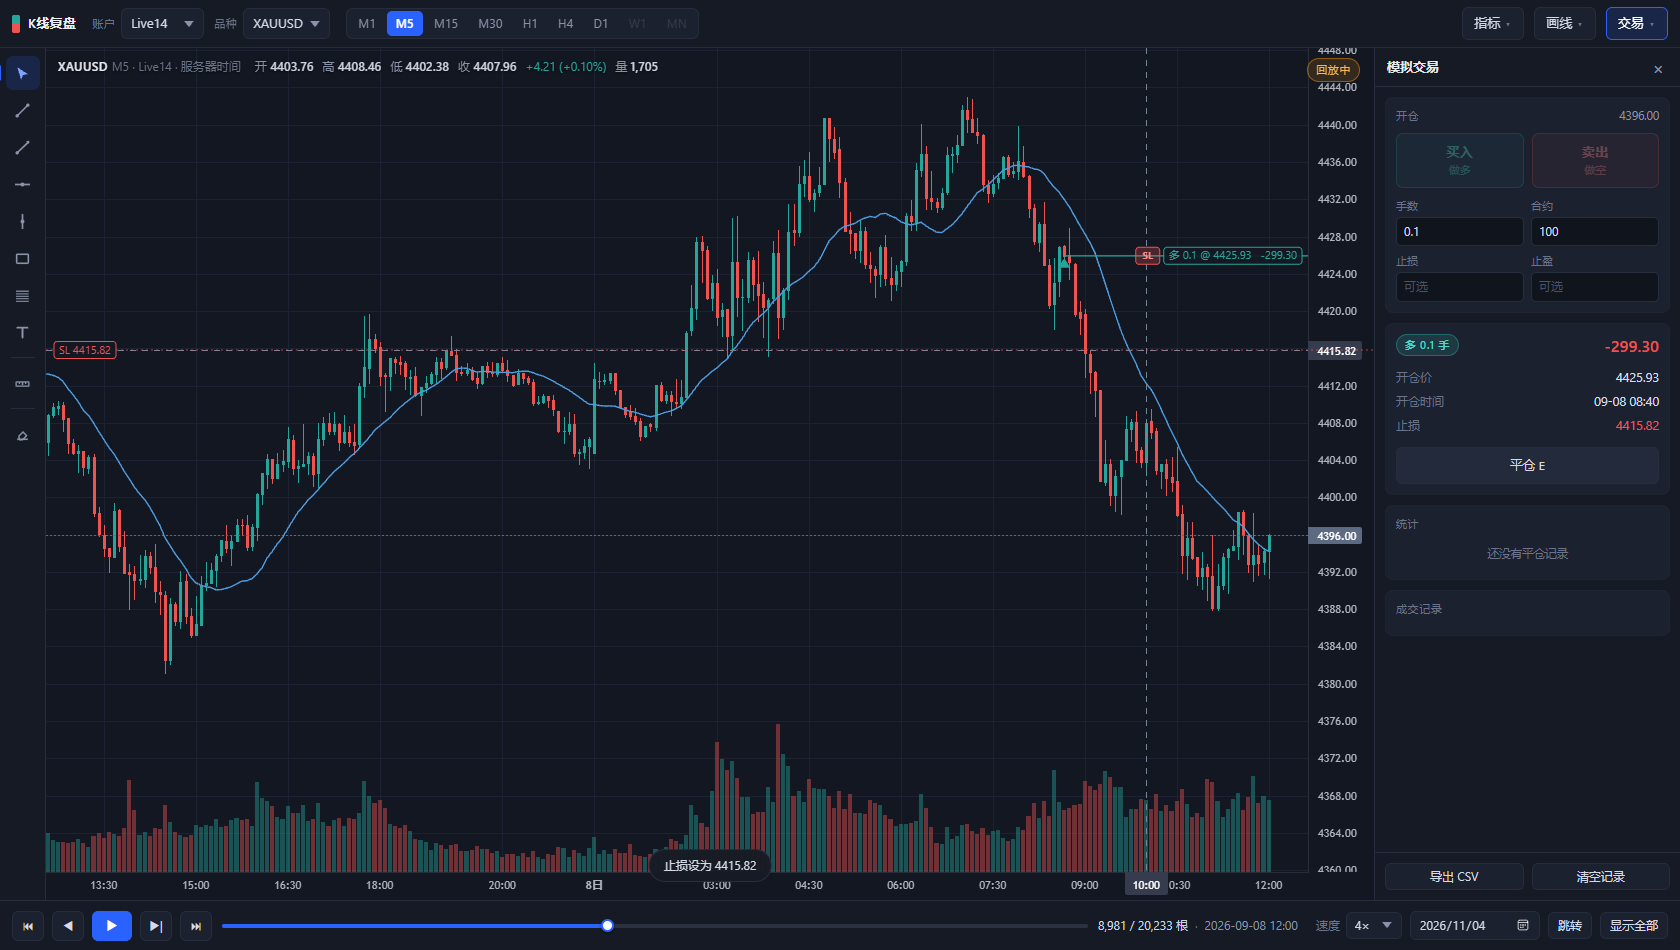 K线复盘 账户 Live14 品种 XAUUSD M1 M5 M15 M30 H1 H4 D1 W1 MN 指标 画线 交易
XAUUSD M5 · Live14 · 服务器时间 开 4403.76 高 4408.46 低 4402.38 收 4407.96 +4.21 (+0.10%) 量 1,705
回放中
4448.00
4444.00
4440.00
4436.00
4432.00
4428.00
4424.00
4420.00
4415.82
4412.00
4408.00
4404.00
4400.00
4396.00
4392.00
4388.00
4384.00
4380.00
4376.00
4372.00
4368.00
4364.00
4360.00
SL 多 0.1 @ 4425.93 -299.30
SL 4415.82
止损设为 4415.82
13:30 15:00 16:30 18:00 20:00 8日 03:00 04:30 06:00 07:30 09:00 10:00 0:30 12:00
模拟交易 ×
开仓 4396.00
买入 卖出
做多 做空
手数 合约
0.1 100
止损 止盈
可选 可选
多 0.1 手 -299.30
开仓价 4425.93
开仓时间 09-08 08:40
止损 4415.82
平仓 E
统计
还没有平仓记录
成交记录
导出 CSV 清空记录
8,981 / 20,233 根 · 2026-09-08 12:00 速度 4× 2026/11/04 跳转 显示全部
T